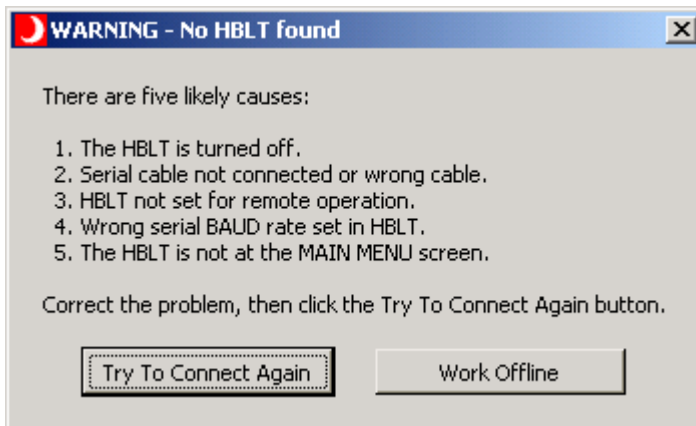 WARNING - No HBLT found
There are five likely causes:
1. The HBLT is turned off.
2. Serial cable not connected or wrong cable.
3. HBLT not set for remote operation.
4. Wrong serial BAUD rate set in HBLT.
5. The HBLT is not at the MAIN MENU screen.
Correct the problem, then click the Try To Connect Again button.
Try To Connect Again
Work Offline